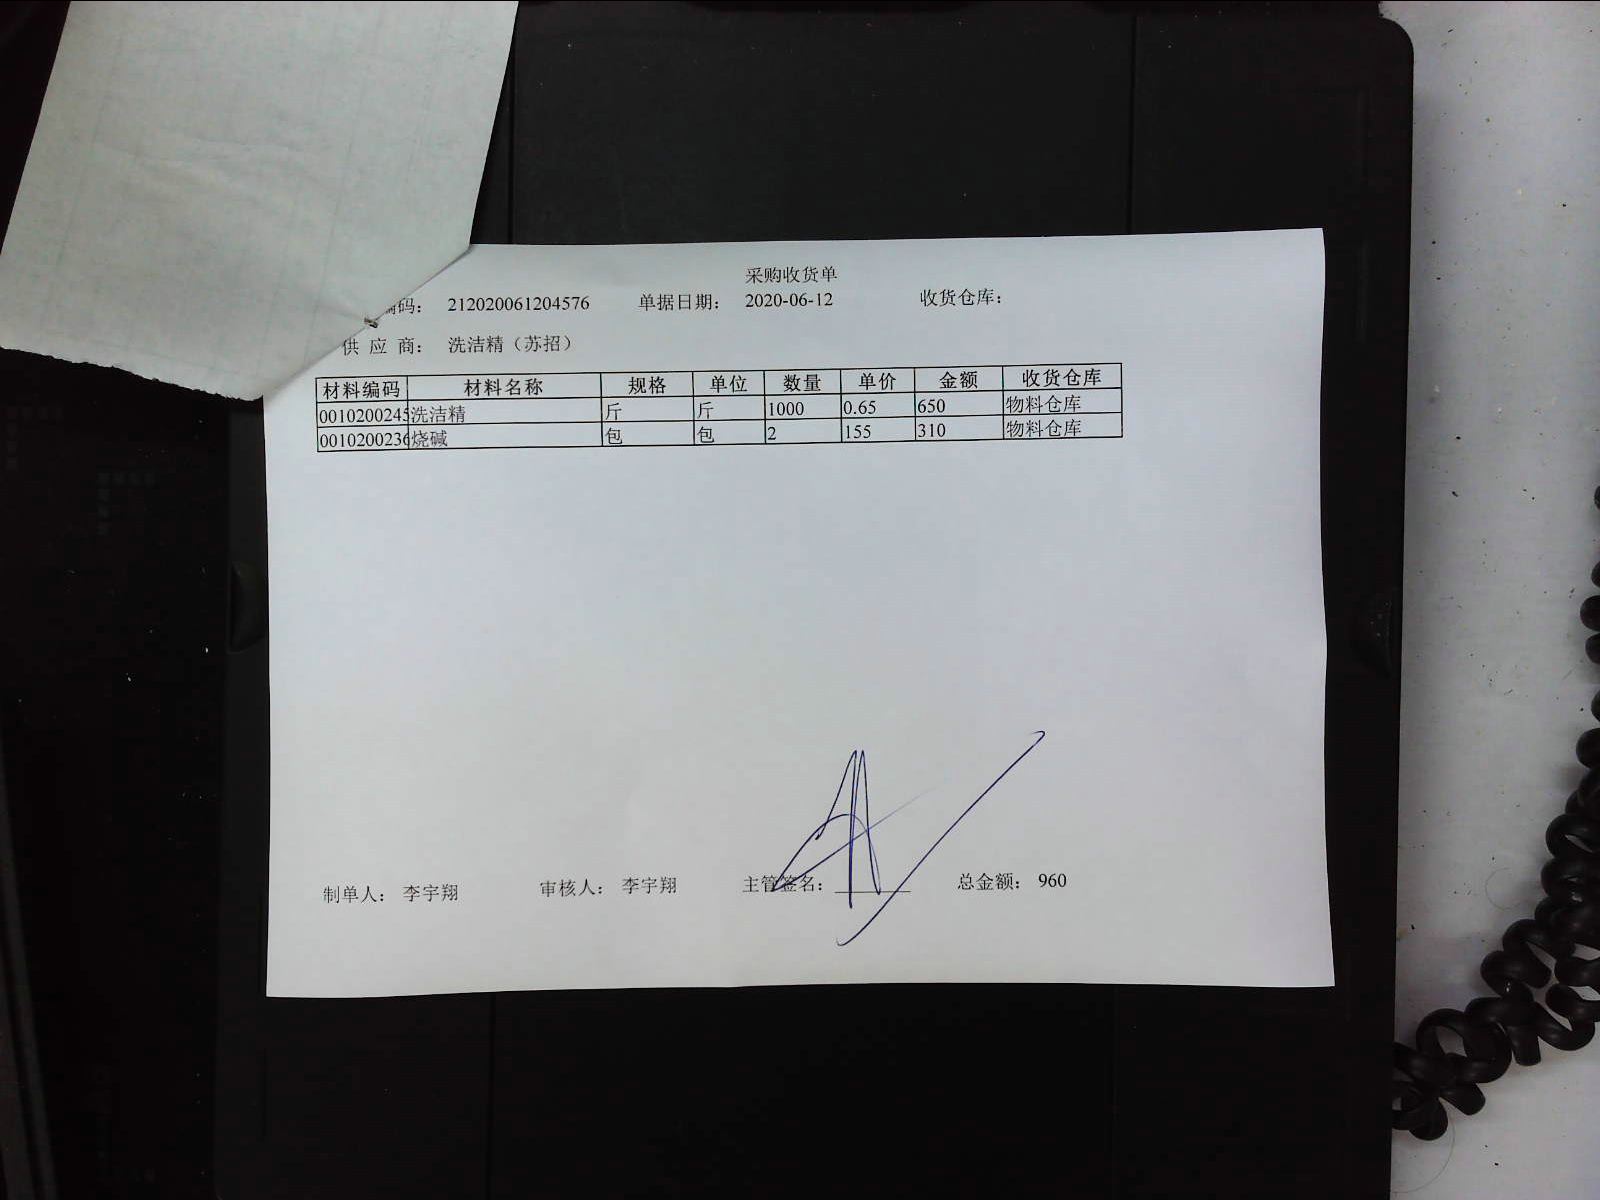 采购收货单
编码： 212020061204576 单据日期： 2020-06-12 收货仓库：
供 应 商： 洗洁精（苏招）
材料编码 材料名称 规格 单位 数量 单价 金额 收货仓库
0010200245 洗洁精 斤 斤 1000 0.65 650 物料仓库
0010200236 烧碱 包 包 2 155 310 物料仓库
制单人： 李宇翔 审核人： 李宇翔 主管签名： 总金额： 960